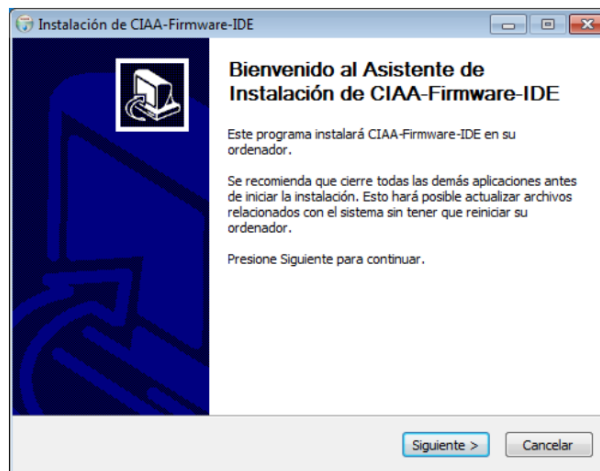 Instalación de CIAA-Firmware-IDE
Bienvenido al Asistente de
Instalación de CIAA-Firmware-IDE
Este programa instalará CIAA-Firmware-IDE en su
ordenador.
Se recomienda que cierre todas las demás aplicaciones antes
de iniciar la instalación. Esto hará posible actualizar archivos
relacionados con el sistema sin tener que reiniciar su
ordenador.
Presione Siguiente para continuar.
Siguiente >
Cancelar